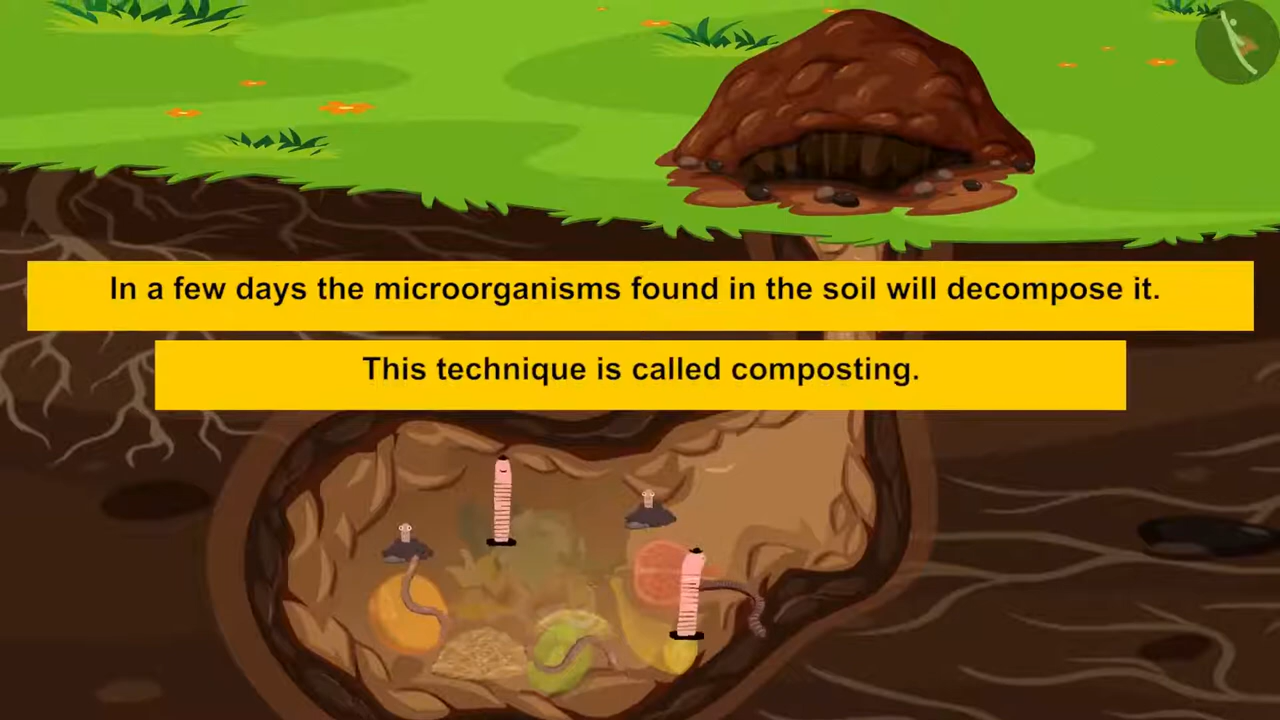 In a few days the microorganisms found in the soil will decompose it.
This technique is called composting.